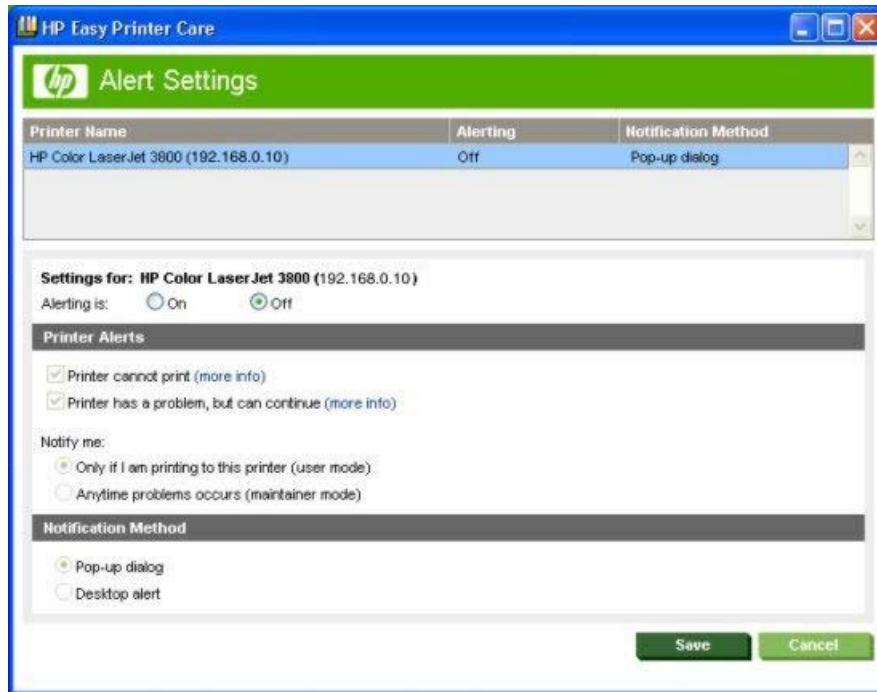 HP Easy Printer Care
hp Alert Settings
Printer Name Alerting Notification Method
HP Color LaserJet 3800 (192.168.0.10) Off Pop-up dialog
Settings for: HP Color LaserJet 3800 (192.168.0.10)
Alerting is: On Off
Printer Alerts
Printer cannot print (more info)
Printer has a problem, but can continue (more info)
Notify me:
Only if I am printing to this printer (user mode)
Anytime problems occurs (maintainer mode)
Notification Method
Pop-up dialog
Desktop alert
Save Cancel